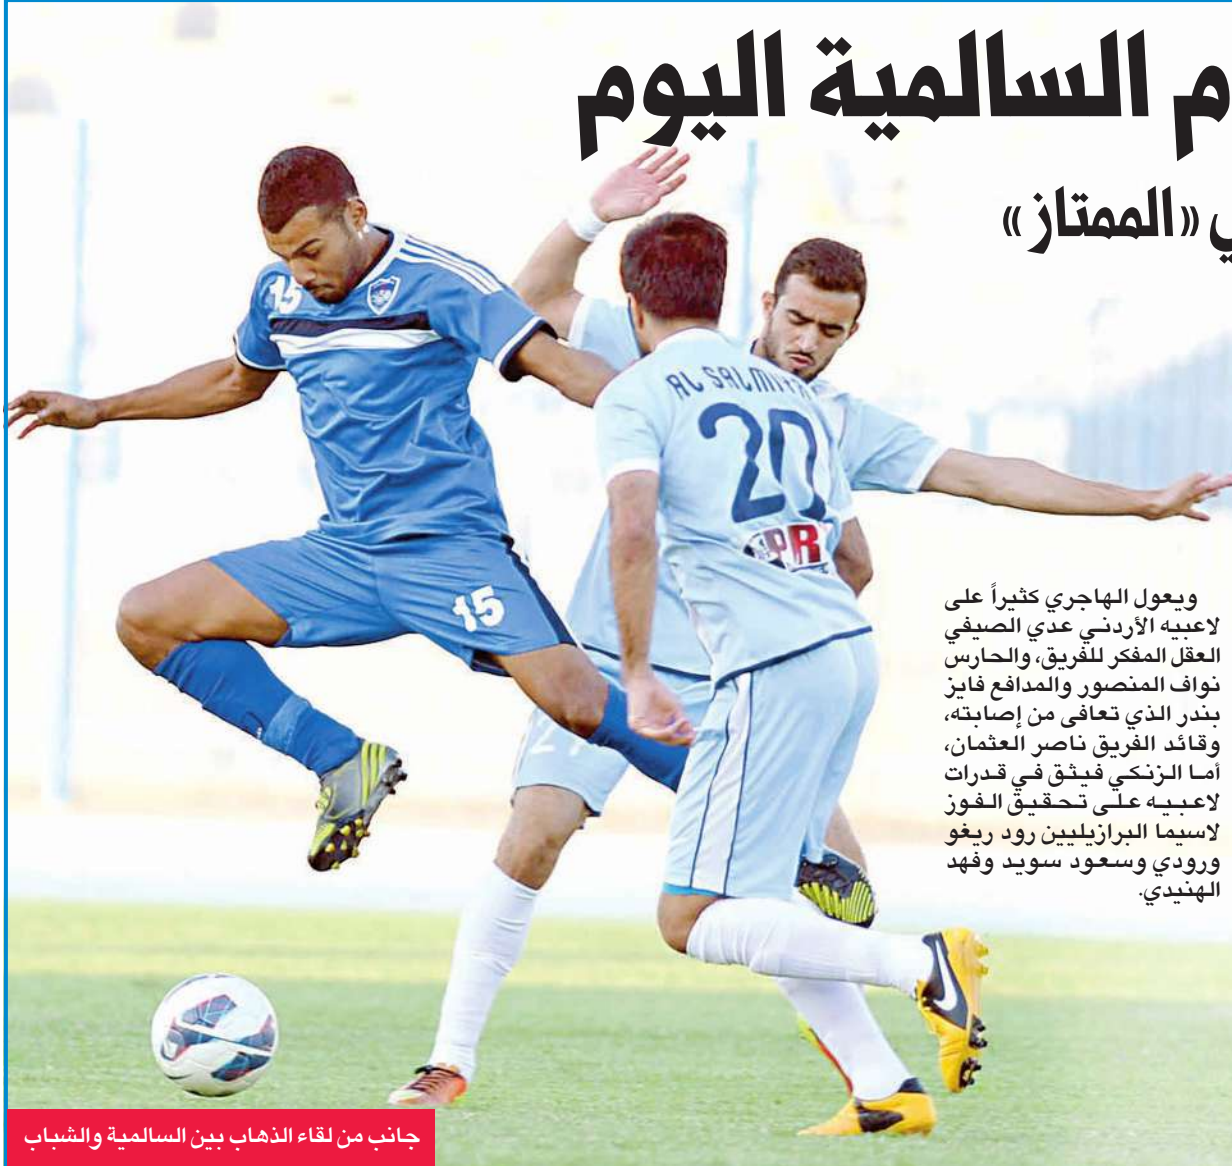 م السالمية اليوم
ي «الممتاز»
15
AL SALMIYA
20
PR
15
ويعول الهاجري كثيراً على
لاعبيه الأردني عدي الصيفي
العقل المفكر للفريق، والحارس
نواف المنصور والمدافع فايز
بندر الذي تعافى من إصابته،
وقائد الفريق ناصر العثمان،
أما الزنكي فيثق في قدرات
لاعبيه على تحقيق الفوز
لاسيما البرازيليين رود ريغو
ورودي وسعود سويد وفهد
الهنيدي.
جانب من لقاء الذهاب بين السالمية والشباب